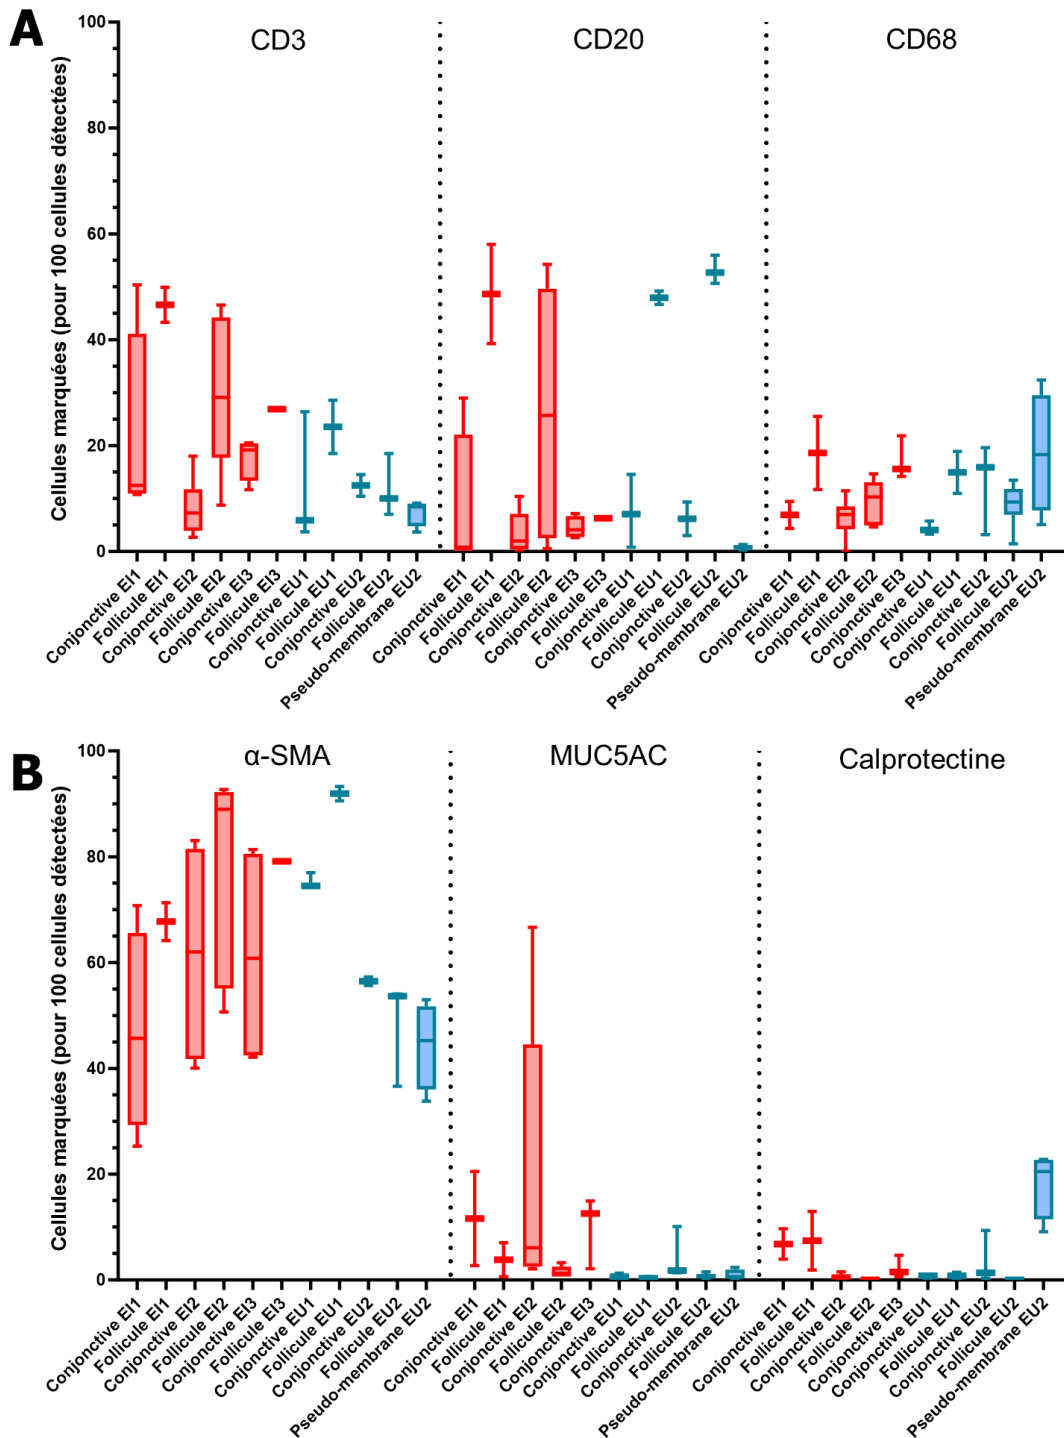 A
CD3
CD20
CD68
Cellules marquées (pour 100 cellules détectées)
100
80
60
40
20
0
Conjonctive EI1
Follicule EI1
Conjonctive EI2
Follicule EI2
Conjonctive EI3
Follicule EI3
Conjonctive EU1
Follicule EU1
Conjonctive EU2
Follicule EU2
Pseudo-membrane EU2
Conjonctive EI1
Follicule EI1
Conjonctive EI2
Follicule EI2
Conjonctive EI3
Follicule EI3
Conjonctive EU1
Follicule EU1
Conjonctive EU2
Follicule EU2
Pseudo-membrane EU2
Conjonctive EI1
Follicule EI1
Conjonctive EI2
Follicule EI2
Conjonctive EI3
Conjonctive EU1
Follicule EU1
Conjonctive EU2
Follicule EU2
Pseudo-membrane EU2
B
α-SMA
MUC5AC
Calprotectine
Cellules marquées (pour 100 cellules détectées)
100
80
60
40
20
0
Conjonctive EI1
Follicule EI1
Conjonctive EI2
Follicule EI2
Conjonctive EI3
Follicule EI3
Conjonctive EU1
Follicule EU1
Conjonctive EU2
Follicule EU2
Pseudo-membrane EU2
Conjonctive EI1
Follicule EI1
Conjonctive EI2
Follicule EI2
Conjonctive EI3
Conjonctive EU1
Follicule EU1
Conjonctive EU2
Follicule EU2
Pseudo-membrane EU2
Conjonctive EI1
Follicule EI1
Conjonctive EI2
Follicule EI2
Conjonctive EI3
Conjonctive EU1
Follicule EU1
Conjonctive EU2
Follicule EU2
Pseudo-membrane EU2